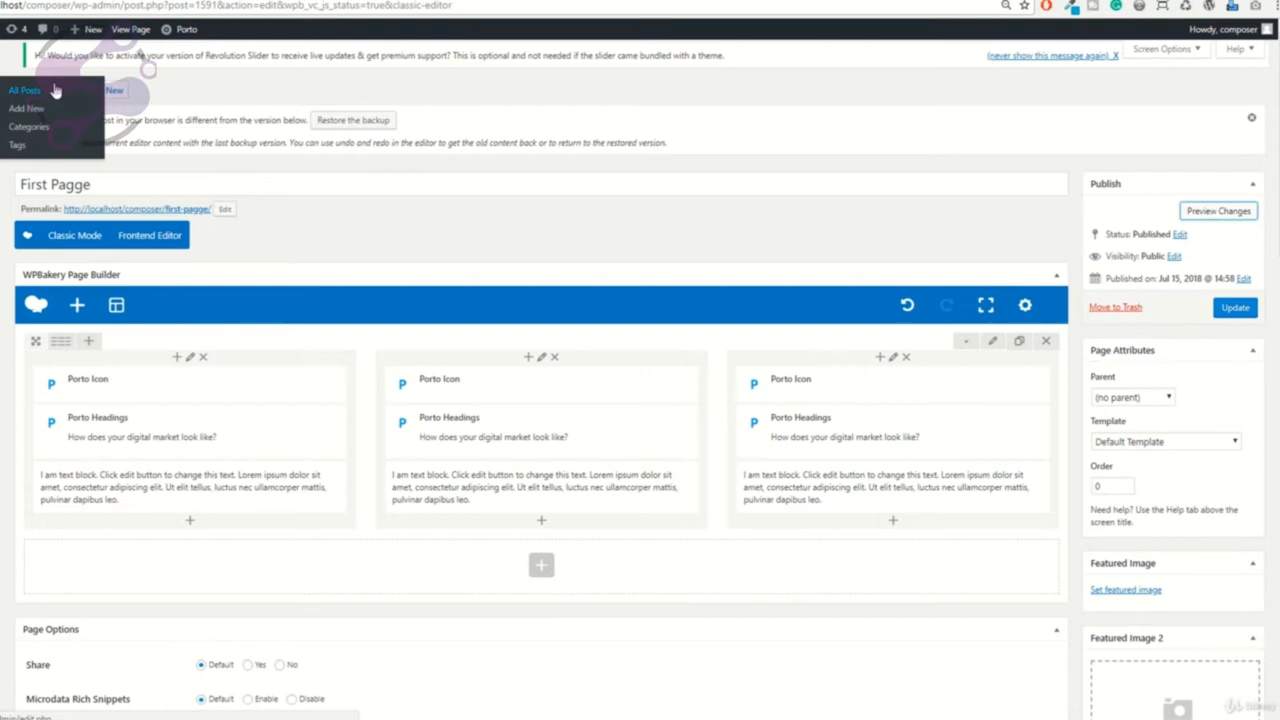 lhost/composer/wp-admin/post.php?post=1591&action=edit&wpb_vc_js_status=true&classic-editor
4 0 New View Page Porto Howdy, composer
Hi! Would you like to activate your version of Revolution Slider to receive live updates & get premium support? This is optional and not needed if the slider came bundled with a theme. (never show this message again) X
Screen Options ▼ Help ▼
All Posts
New
Add New
Categories
Tags
ost in your browser is different from the version below. Restore the backup
urrent editor content with the last backup version. You can use undo and redo in the editor to get the old content back or to return to the restored version.
First Pagge
Permalink: http://localhost/composer/first-pagge/ Edit
Classic Mode Frontend Editor
WPBakery Page Builder
Porto Icon
Porto Headings
How does your digital market look like?
I am text block. Click edit button to change this text. Lorem ipsum dolor sit
amet, consectetur adipiscing elit. Ut elit tellus, luctus nec ullamcorper mattis,
pulvinar dapibus leo.
Porto Icon
Porto Headings
How does your digital market look like?
I am text block. Click edit button to change this text. Lorem ipsum dolor sit
amet, consectetur adipiscing elit. Ut elit tellus, luctus nec ullamcorper mattis,
pulvinar dapibus leo.
Porto Icon
Porto Headings
How does your digital market look like?
I am text block. Click edit button to change this text. Lorem ipsum dolor sit
amet, consectetur adipiscing elit. Ut elit tellus, luctus nec ullamcorper mattis,
pulvinar dapibus leo.
Page Options
Share Default Yes No
Microdata Rich Snippets Default Enable Disable
Publish
Preview Changes
Status: Published Edit
Visibility: Public Edit
Published on: Jul 15, 2018 @ 14:58 Edit
Move to Trash Update
Page Attributes
Parent
(no parent)
Template
Default Template
Order
0
Need help? Use the Help tab above the
screen title.
Featured Image
Set featured image
Featured Image 2